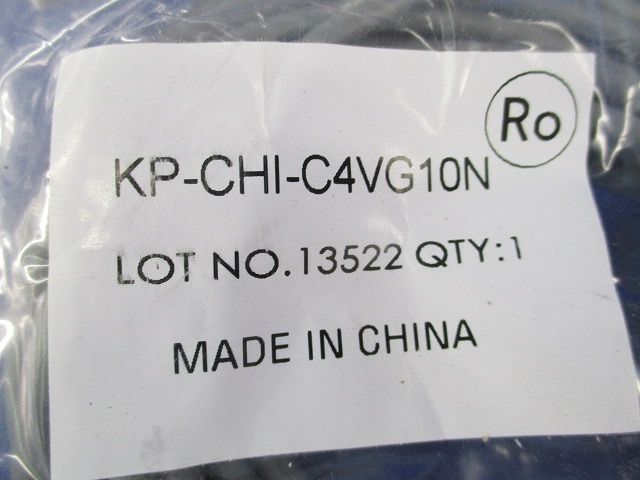 Ro
KP-CHI-C4VG10N
LOT NO.13522 QTY:1
MADE IN CHINA